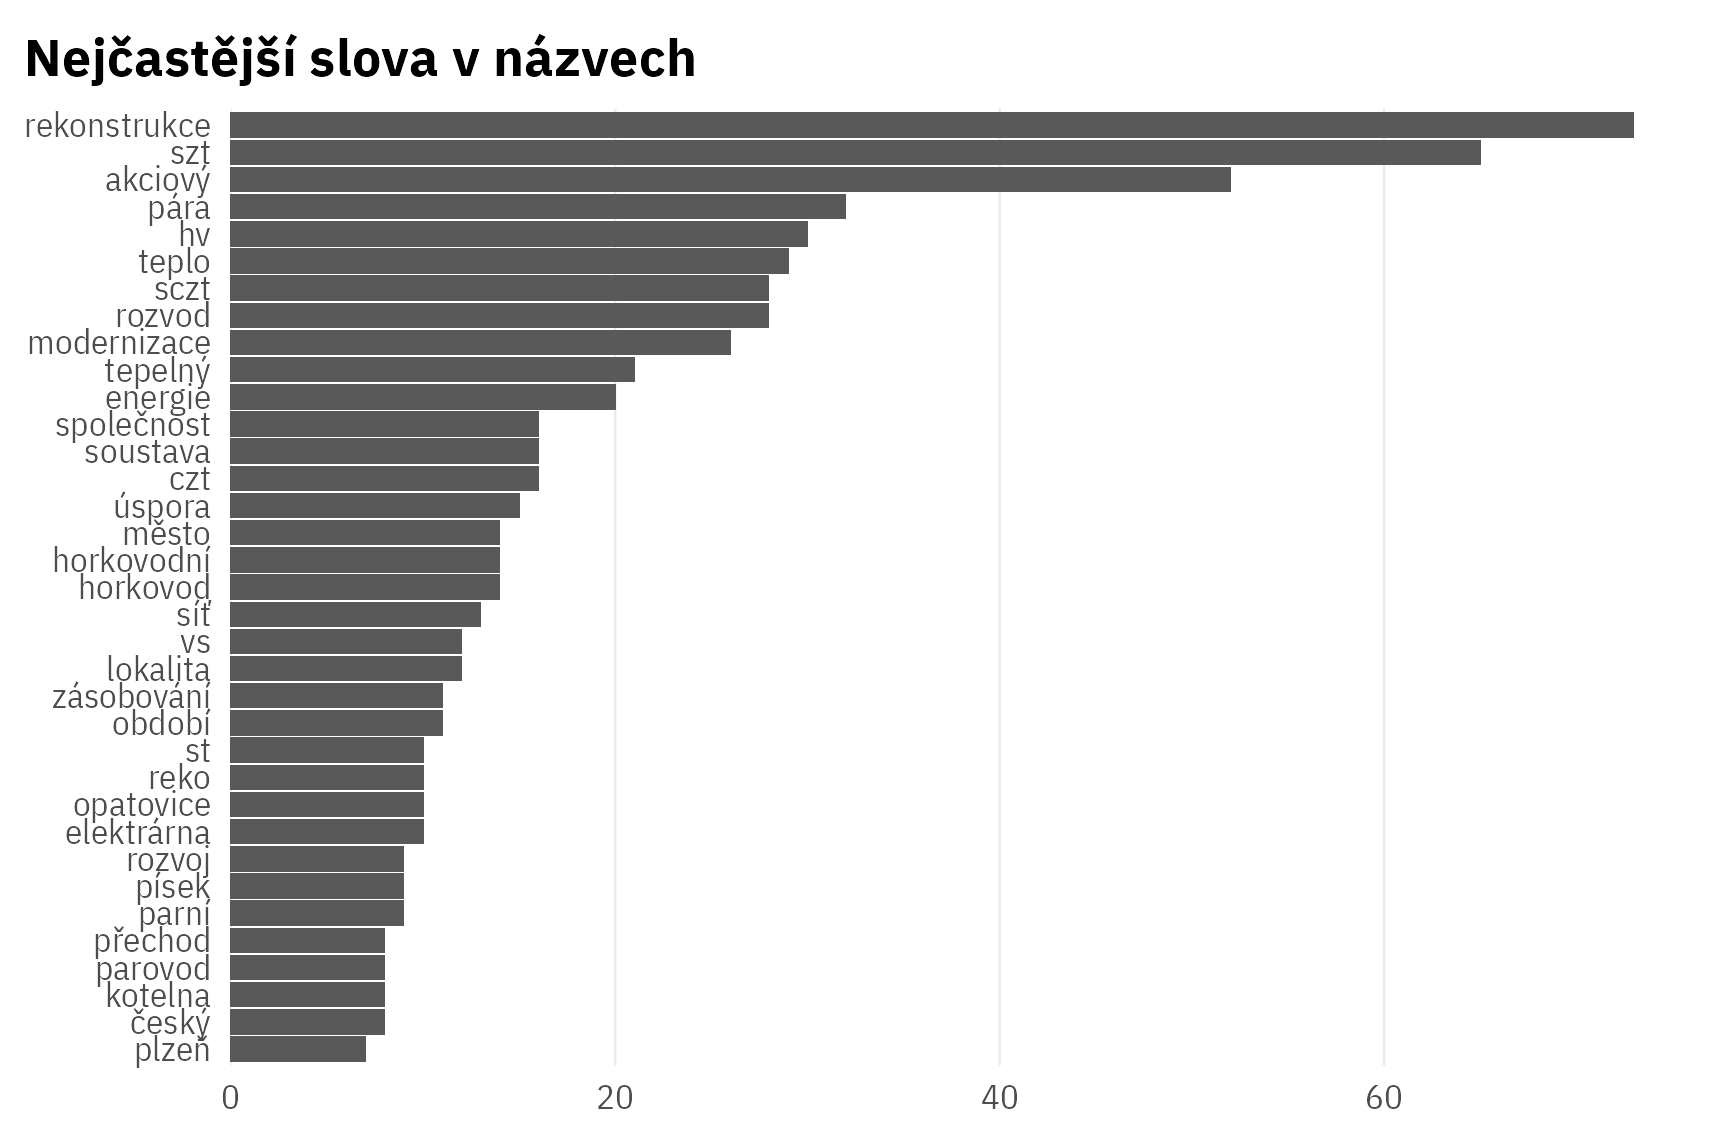 Nejčastější slova v názvech
rekonstrukce
szt
akciový
pára
hv
teplo
sczt
rozvod
modernizace
tepelný
energie
společnost
soustava
czt
úspora
město
horkovodní
horkovod
síť
vs
lokalita
zásobování
období
st
reko
opatovice
elektrárna
rozvoj
písek
parní
přechod
parovod
kotelna
český
plzeň
0 20 40 60